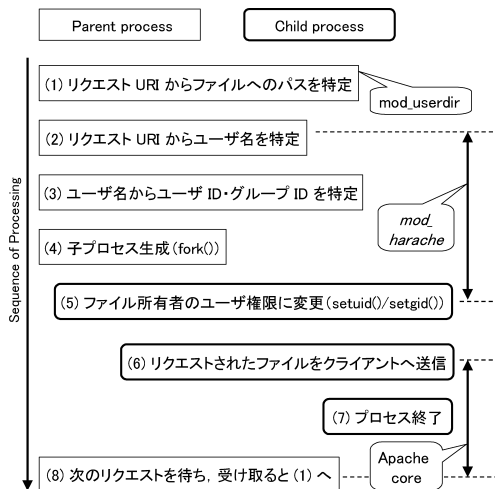 Parent process
Child process
Sequence of Processing
(1) リクエスト URI からファイルへのパスを特定
mod_userdir
(2) リクエスト URI からユーザ名を特定
(3) ユーザ名からユーザ ID・グループ ID を特定
mod_
harache
(4) 子プロセス生成(fork())
(5) ファイル所有者のユーザ権限に変更(setuid()/setgid())
(6) リクエストされたファイルをクライアントへ送信
(7) プロセス終了
Apache
core
(8) 次のリクエストを待ち, 受け取ると (1) へ